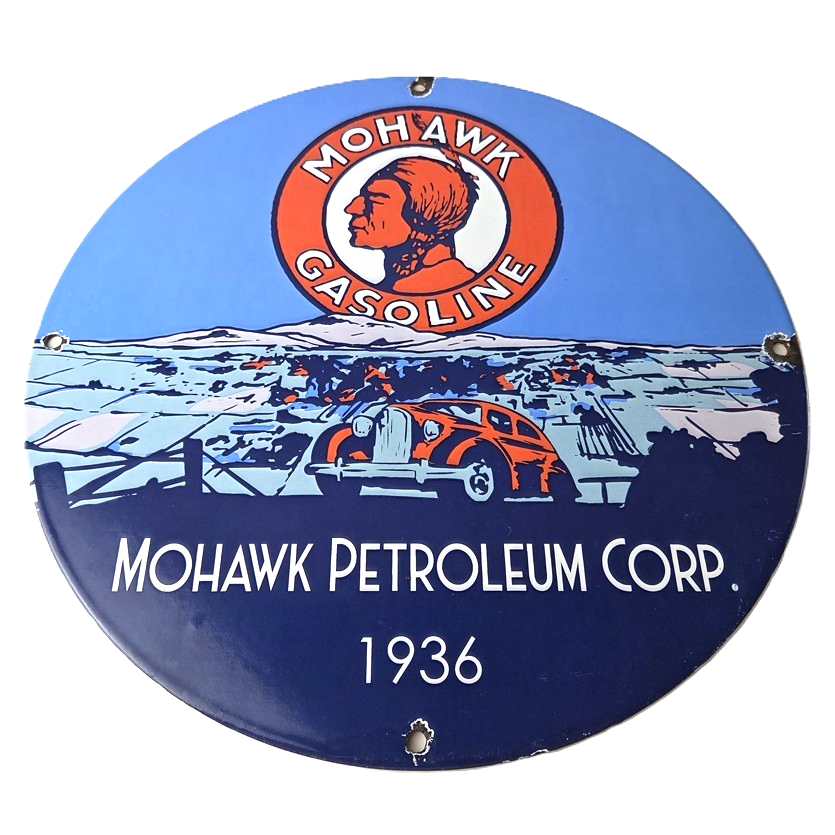 MOHAWK
GASOLINE
MOHAWK PETROLEUM CORP.
1936